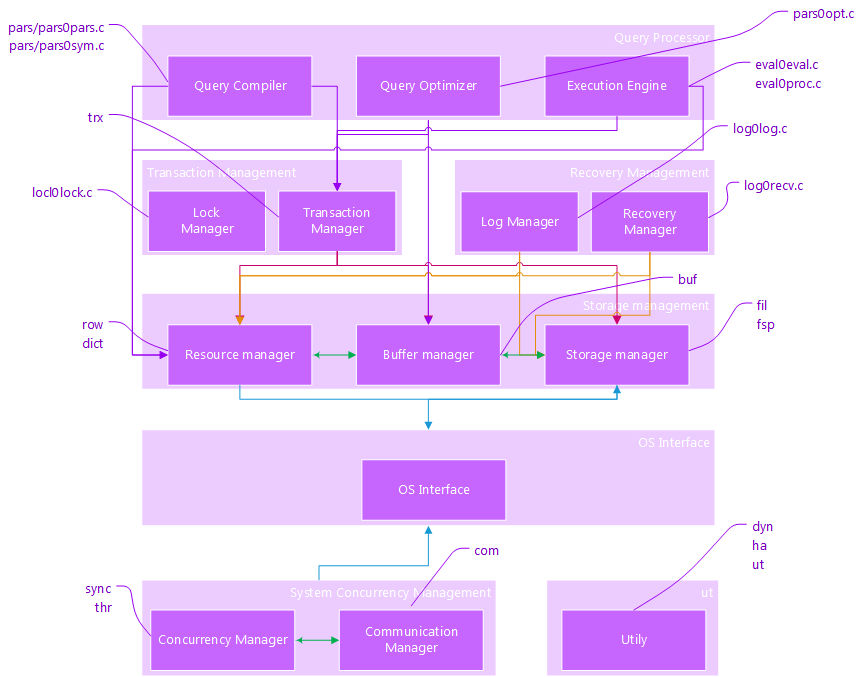 pars/pars0pars.c
pars/pars0sym.c
pars0opt.c
Query Processor
Query Compiler
Query Optimizer
Execution Engine
eval0eval.c
eval0proc.c
trx
log0log.c
Transaction Management
Recovery Management
locl0lock.c
log0recv.c
Lock
Manager
Transaction
Manager
Log Manager
Recovery
Manager
buf
Storage management
fil
fsp
row
dict
Resource manager
Buffer manager
Storage manager
OS Interface
OS Interface
dyn
ha
ut
com
System Concurrency Management
ut
sync
thr
Concurrency Manager
Communication
Manager
Utily